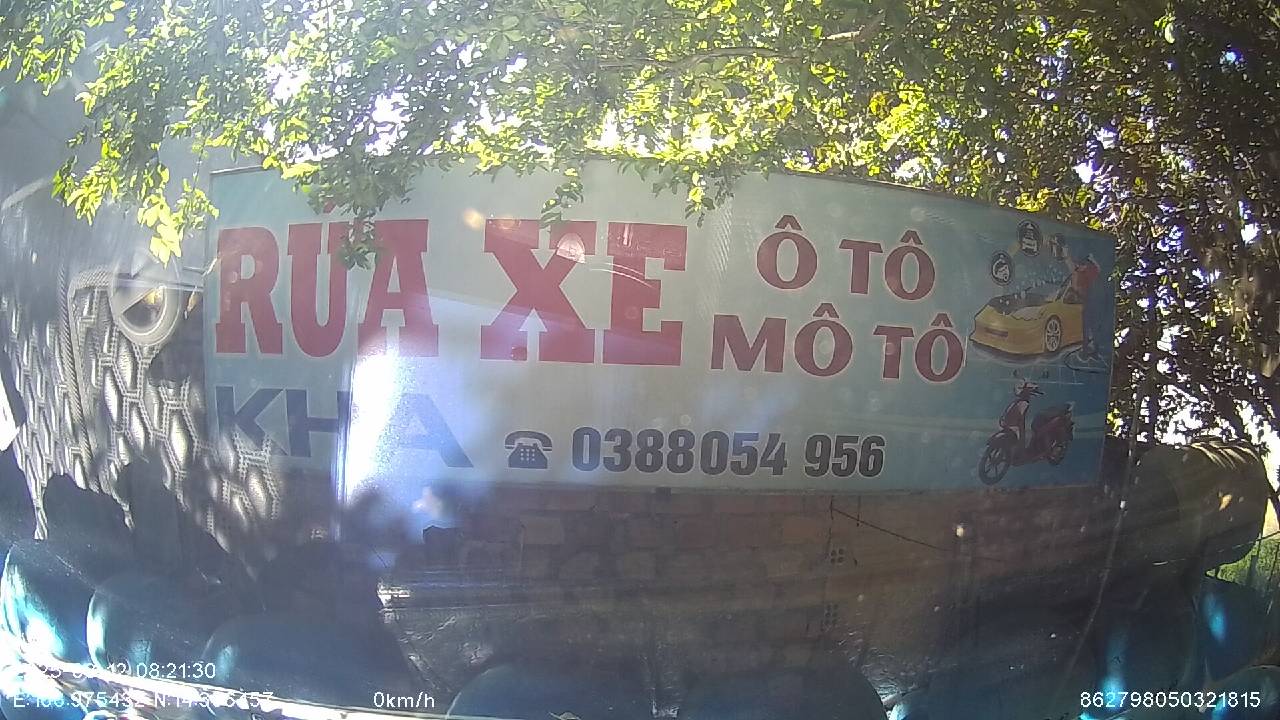 RỬA XE
Ô TÔ
MÔ TÔ
KHA
0388054 956
08:21:30
0km/h
862798050321815